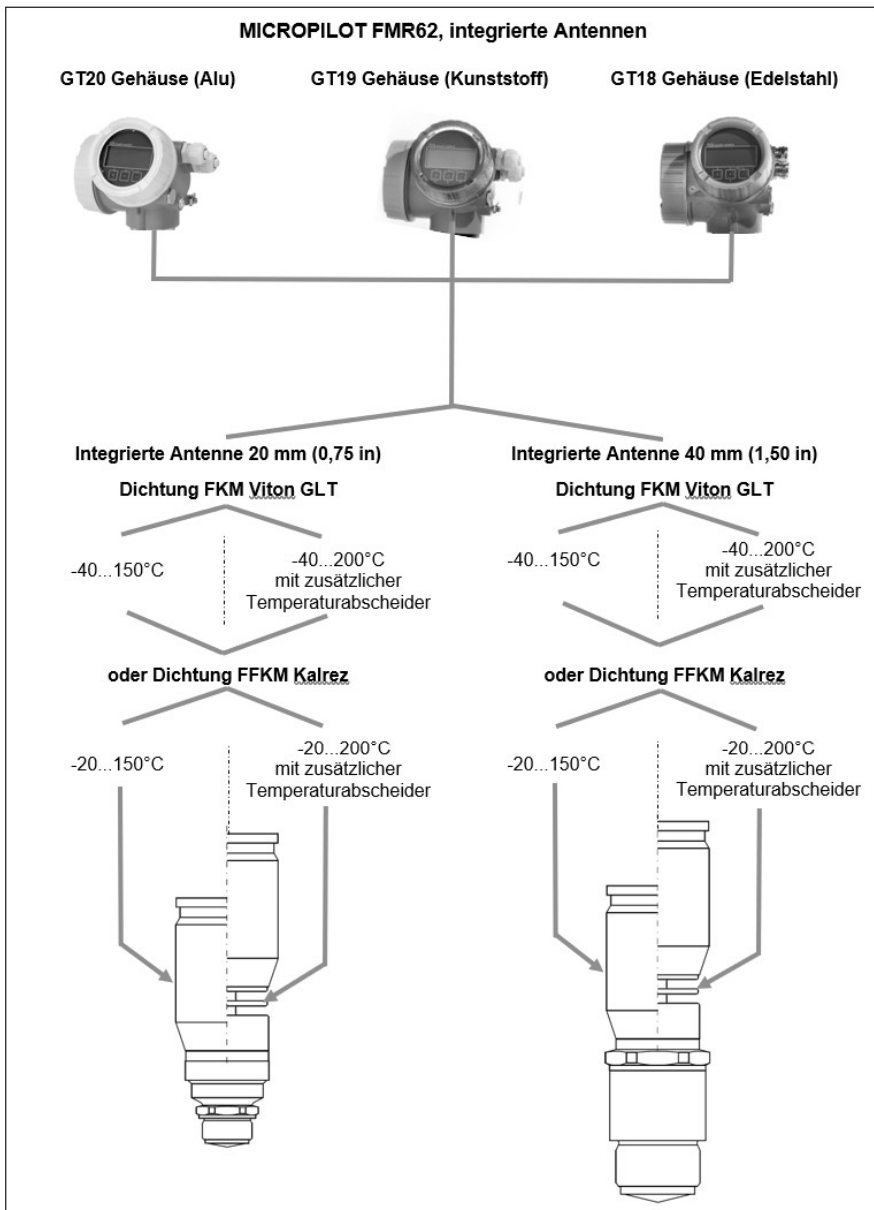 MICROPILOT FMR62, integrierte Antennen
GT20 Gehäuse (Alu)
GT19 Gehäuse (Kunststoff)
GT18 Gehäuse (Edelstahl)
Integrierte Antenne 20 mm (0,75 in)
Dichtung FKM Viton GLT
-40...150°C
-40...200°C
mit zusätzlicher
Temperaturabscheider
oder Dichtung FFKM Kalrez
-20...150°C
-20...200°C
mit zusätzlicher
Temperaturabscheider
Integrierte Antenne 40 mm (1,50 in)
Dichtung FKM Viton GLT
-40...150°C
-40...200°C
mit zusätzlicher
Temperaturabscheider
oder Dichtung FFKM Kalrez
-20...150°C
-20...200°C
mit zusätzlicher
Temperaturabscheider